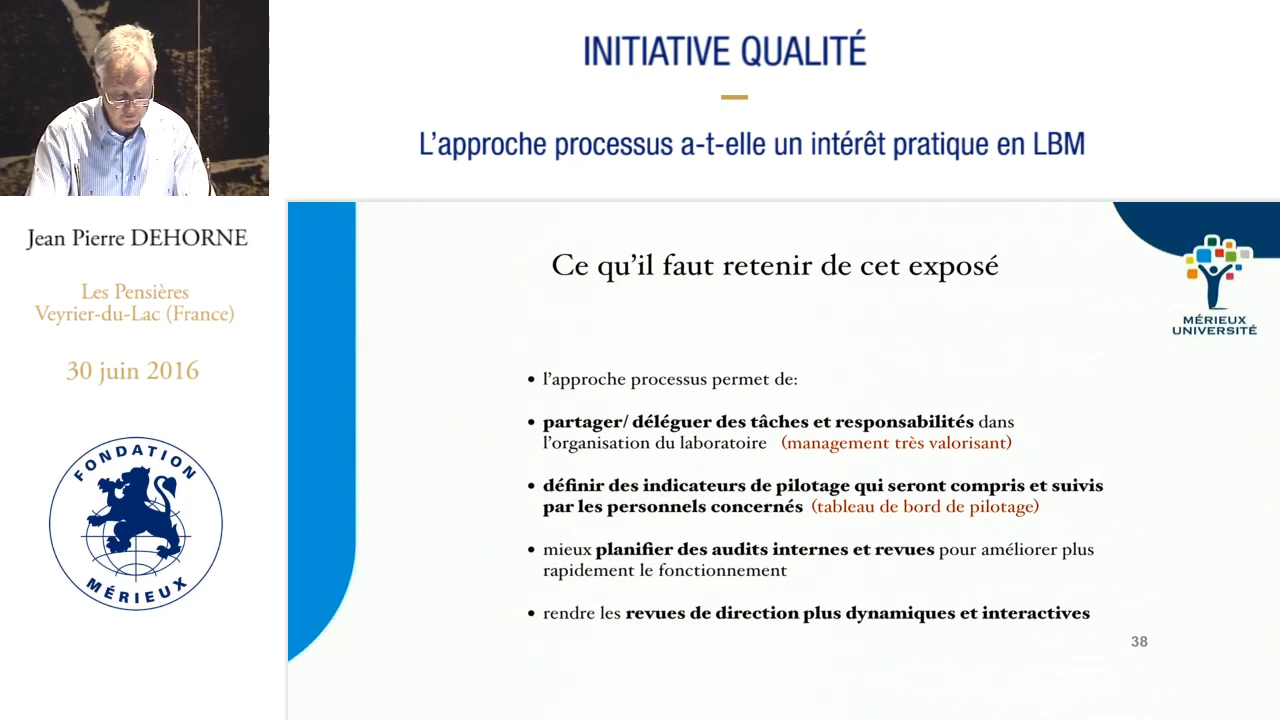 INITIATIVE QUALITÉ
L'approche processus a-t-elle un intérêt pratique en LBM
Jean Pierre DEHORNE
Les Pensières
Veyrier-du-Lac (France)
30 juin 2016
FONDATION
MÉRIEUX
Ce qu'il faut retenir de cet exposé
MÉRIEUX
UNIVERSITÉ
• l'approche processus permet de:
• partager/ déléguer des tâches et responsabilités dans
l'organisation du laboratoire (management très valorisant)
• définir des indicateurs de pilotage qui seront compris et suivis
par les personnels concernés (tableau de bord de pilotage)
• mieux planifier des audits internes et revues pour améliorer plus
rapidement le fonctionnement
• rendre les revues de direction plus dynamiques et interactives
38